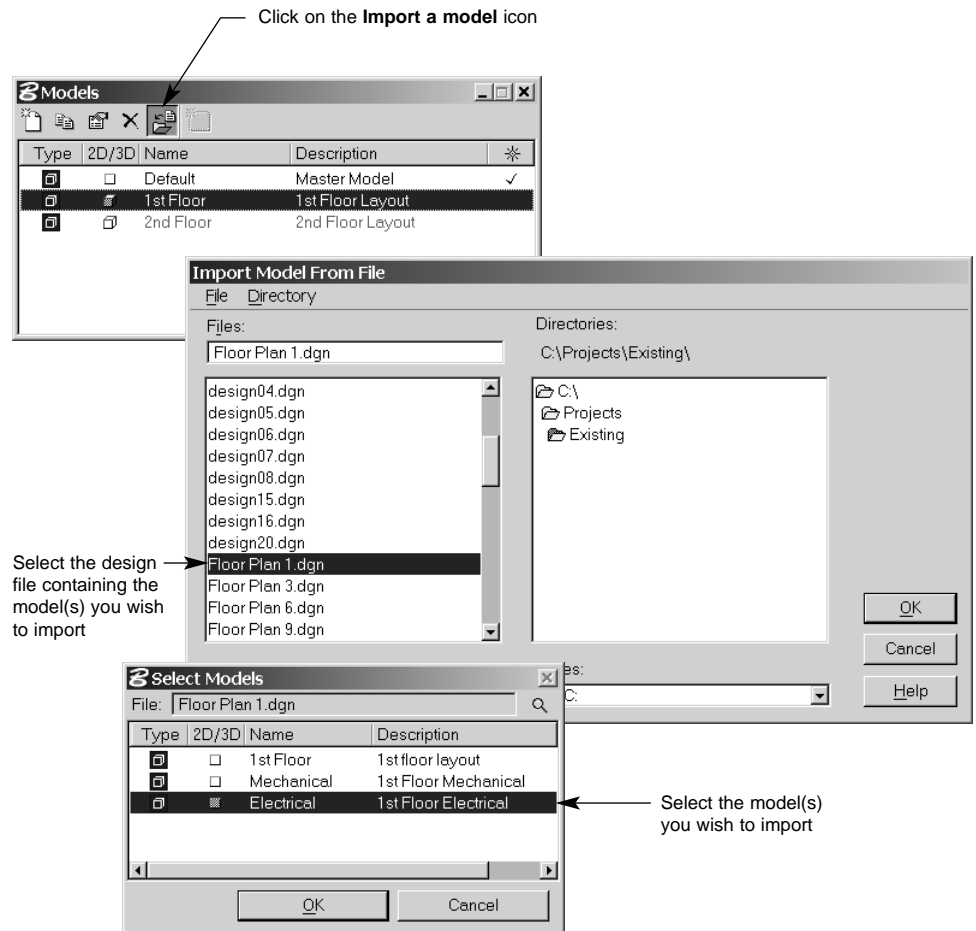 Click on the Import a model icon
Models
Type 2D/3D Name Description
Default Master Model
1st Floor 1st Floor Layout
2nd Floor 2nd Floor Layout
Import Model From File
File Directory
Files:
Floor Plan 1.dgn
design04.dgn
design05.dgn
design06.dgn
design07.dgn
design08.dgn
design15.dgn
design16.dgn
design20.dgn
Floor Plan 1.dgn
Floor Plan 3.dgn
Floor Plan 6.dgn
Floor Plan 9.dgn
Directories:
C:\Projects\Existing\
C:\
Projects
Existing
OK
Cancel
Help
es:
C:
Select the design
file containing the
model(s) you wish
to import
Select Models
File: Floor Plan 1.dgn
Type 2D/3D Name Description
1st Floor 1st floor layout
Mechanical 1st Floor Mechanical
Electrical 1st Floor Electrical
OK Cancel
Select the model(s)
you wish to import